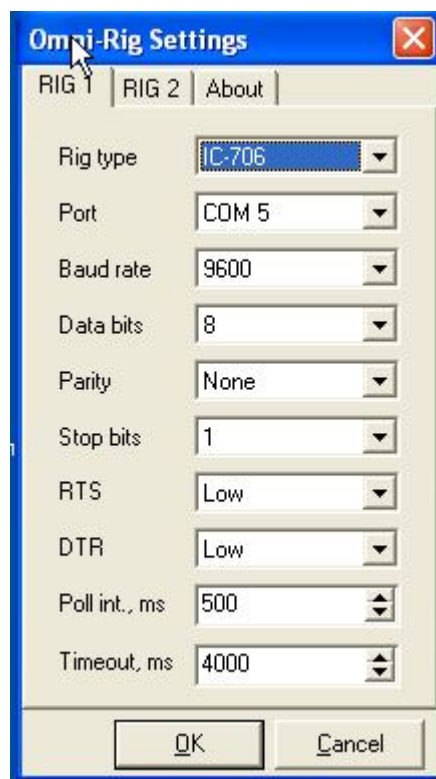 Omni-Rig Settings
RIG 1 RIG 2 About
Rig type IC-706
Port COM 5
Baud rate 9600
Data bits 8
Parity None
Stop bits 1
RTS Low
DTR Low
Poll int., ms 500
Timeout, ms 4000
OK Cancel